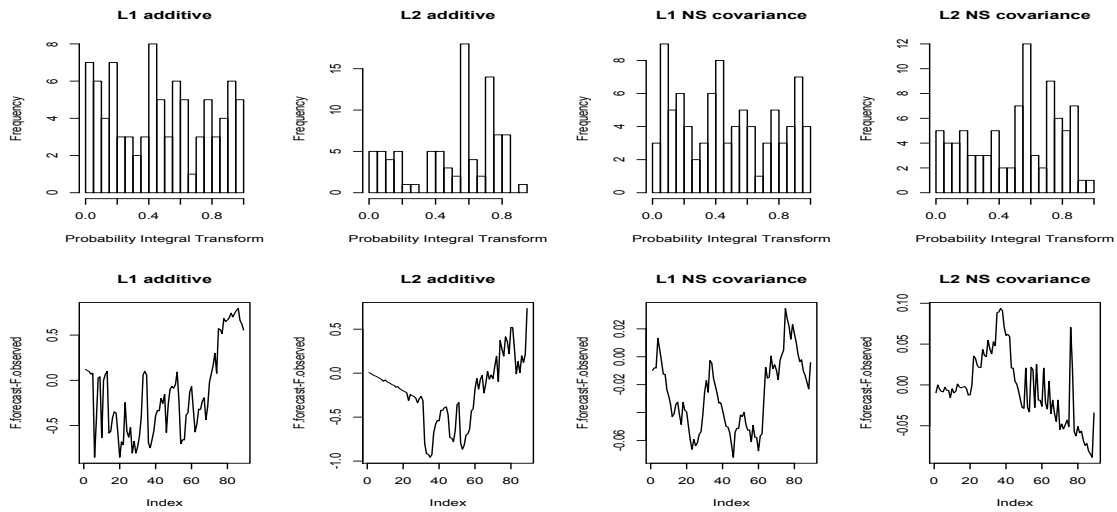 L1 additive
Frequency
0 2 4 6 8
0.0 0.4 0.8
Probability Integral Transform
L2 additive
Frequency
0 5 10 15
0.0 0.4 0.8
Probability Integral Transform
L1 NS covariance
Frequency
0 2 4 6 8
0.0 0.4 0.8
Probability Integral Transform
L2 NS covariance
Frequency
0 2 4 6 8 10 12
0.0 0.4 0.8
Probability Integral Transform
L1 additive
F.forecast-F.observed
-0.5 0.0 0.5
0 20 40 60 80
Index
L2 additive
F.forecast-F.observed
-1.0 -0.5 0.0 0.5
0 20 40 60 80
Index
L1 NS covariance
F.forecast-F.observed
-0.06 -0.02 0.00 0.02
0 20 40 60 80
Index
L2 NS covariance
F.forecast-F.observed
-0.05 0.00 0.05 0.10
0 20 40 60 80
Index